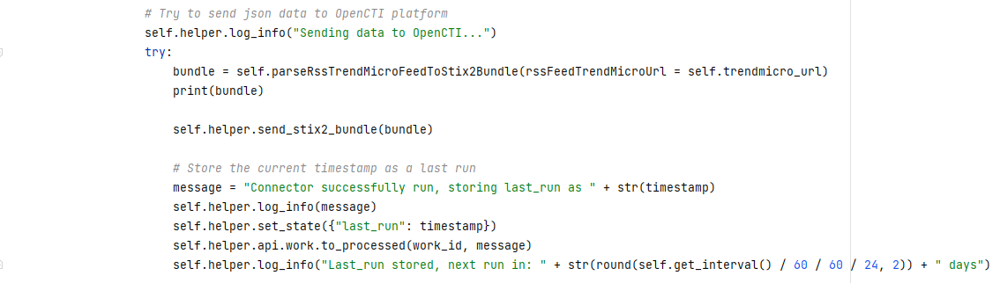 # Try to send json data to OpenCTI platform
self.helper.log_info("Sending data to OpenCTI...")
try:
bundle = self.parseRssTrendMicroFeedToStix2Bundle(rssFeedTrendMicroUrl = self.trendmicro_url)
print(bundle)
self.helper.send_stix2_bundle(bundle)
# Store the current timestamp as a last run
message = "Connector successfully run, storing last_run as " + str(timestamp)
self.helper.log_info(message)
self.helper.set_state({"last_run": timestamp})
self.helper.api.work.to_processed(work_id, message)
self.helper.log_info("Last_run stored, next run in: " + str(round(self.get_interval() / 60 / 60 / 24, 2)) + " days")